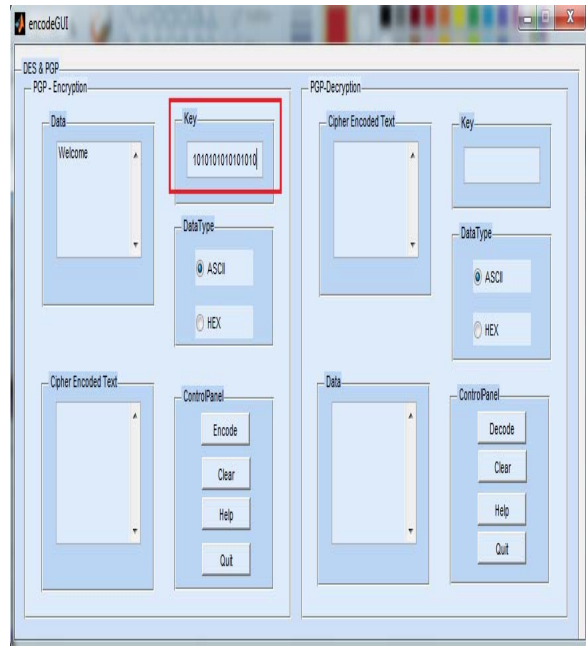 encodeGUI
DES & PGP
PGP - Encryption
Data
Welcome
Key
1010101010101010
DataType
ASCII
HEX
Cipher Encoded Text
ControlPanel
Encode
Clear
Help
Quit
PGP-Decryption
Cipher Encoded Text
Key
DataType
ASCII
HEX
Data
ControlPanel
Decode
Clear
Help
Quit